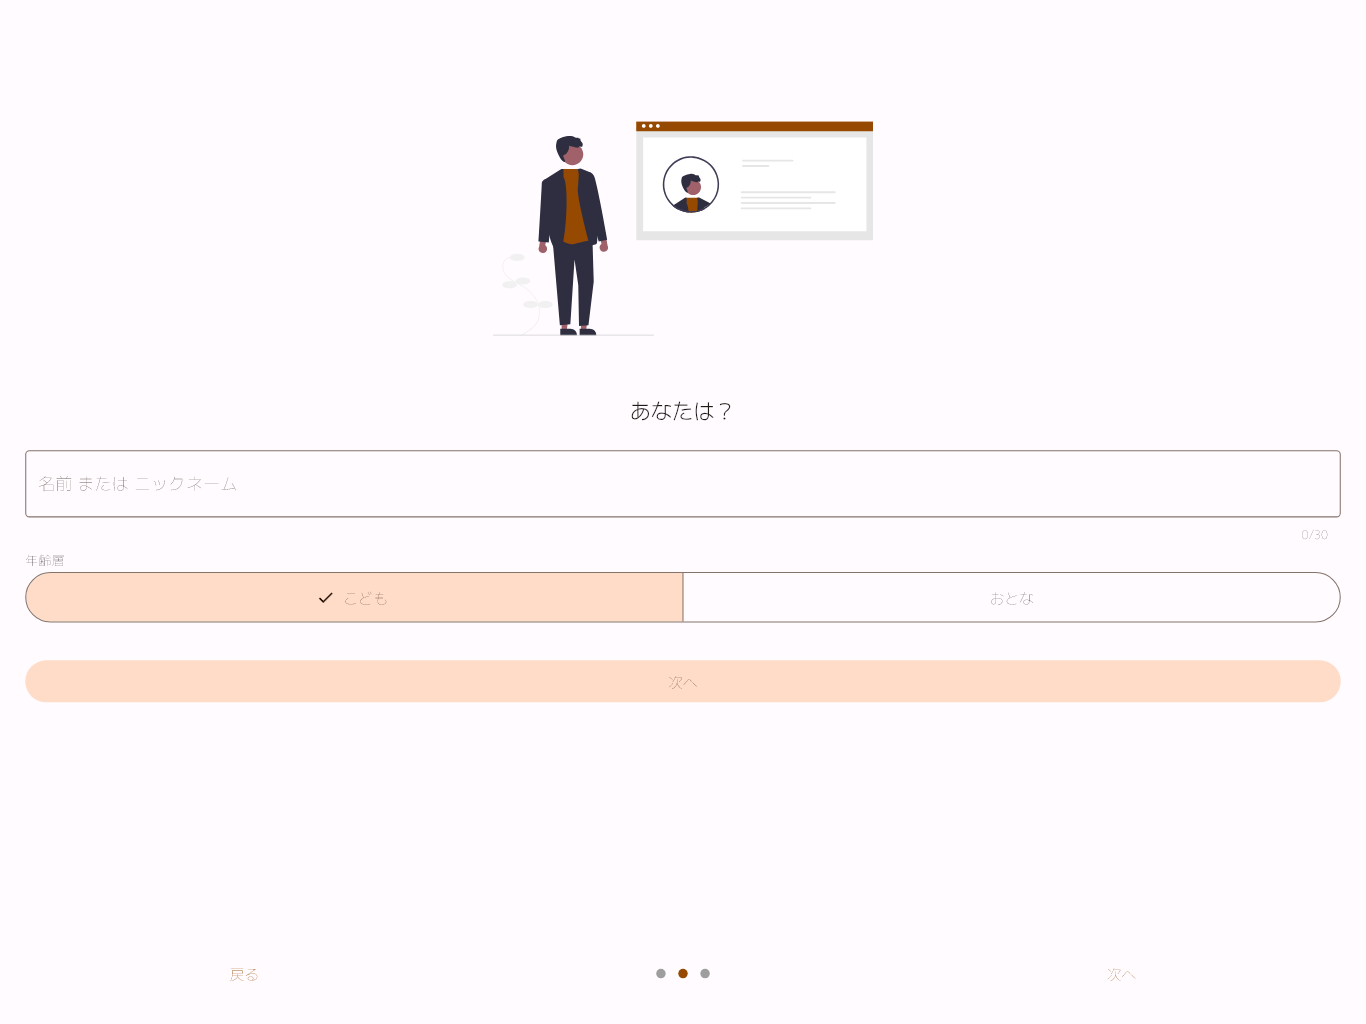 あなたは？
名前 または ニックネーム
0/30
年齢層
こども
おとな
次へ
戻る
次へ